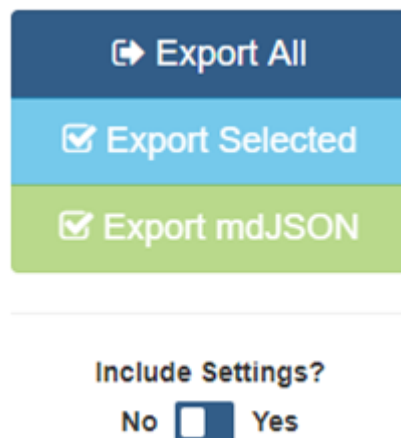 Export All
Export Selected
Export mdJSON
Include Settings?
No Yes